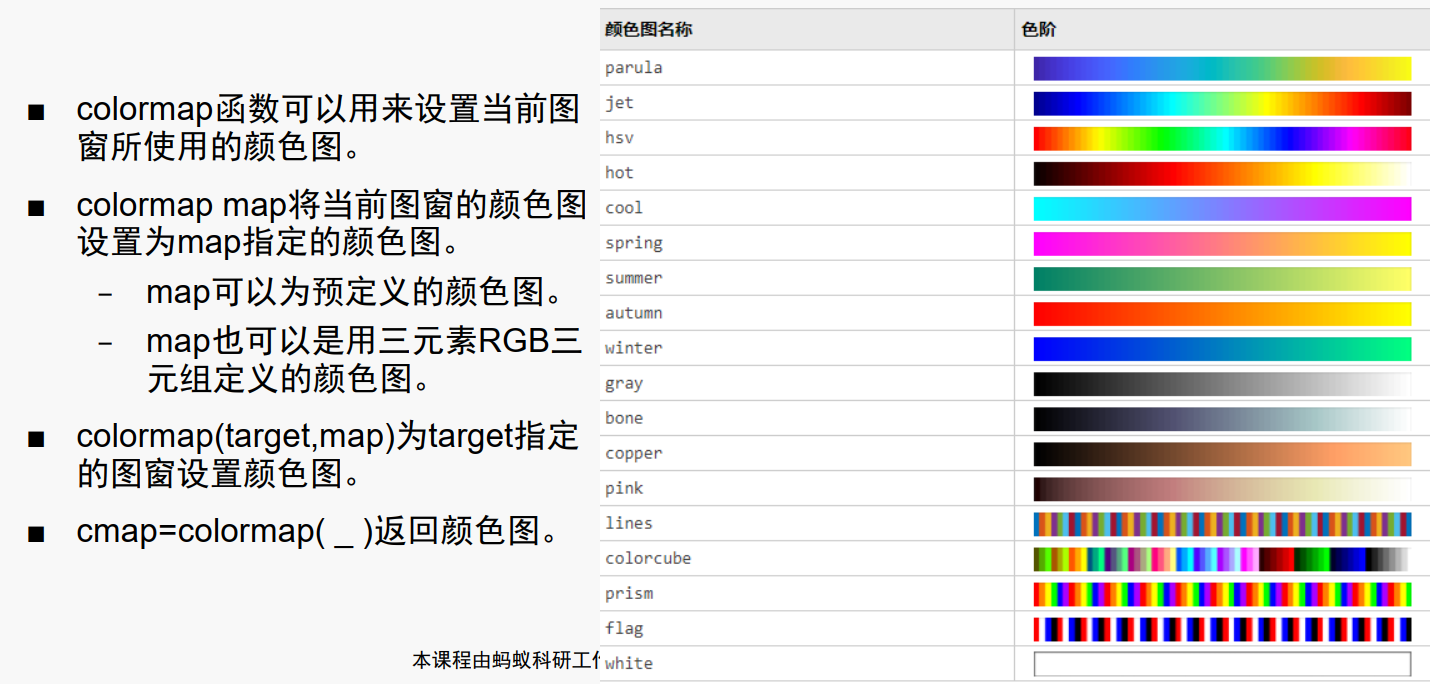 ■ colormap函数可以用来设置当前图
窗所使用的颜色图。
■ colormap map将当前图窗的颜色图
设置为map指定的颜色图。
– map可以为预定义的颜色图。
– map也可以是用三元素RGB三
元组定义的颜色图。
■ colormap(target,map)为target指定
的图窗设置颜色图。
■ cmap=colormap( _ )返回颜色图。
本课程由蚂蚁科研工
颜色图名称 色阶
parula
jet
hsv
hot
cool
spring
summer
autumn
winter
gray
bone
copper
pink
lines
colorcube
prism
flag
white